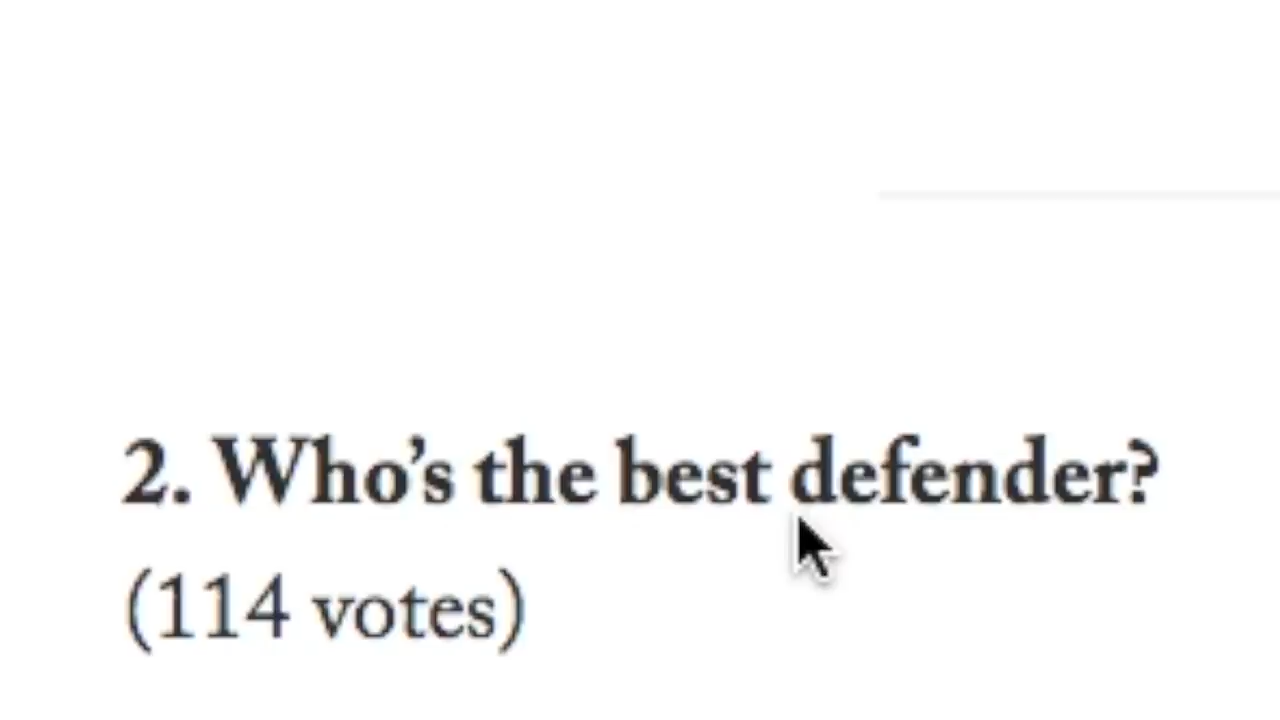 2. Who’s the best defender?
(114 votes)